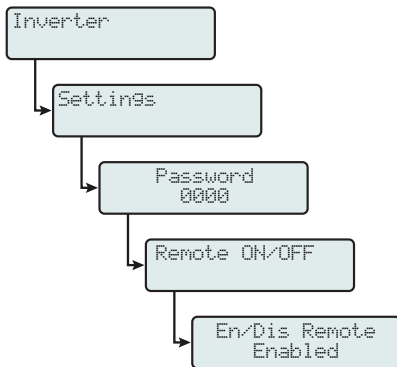 Inverter
Settings
Password
0000
Remote ON/OFF
En/Dis Remote
Enabled